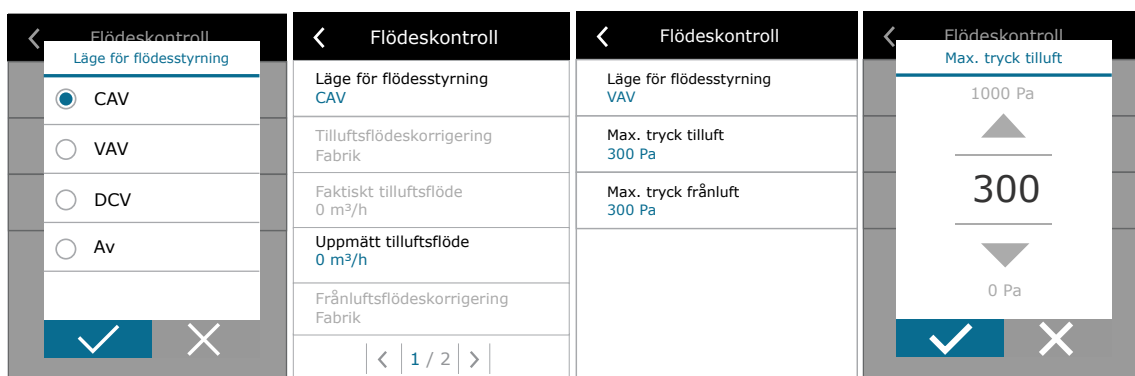 Flödeskontroll
Läge för flödesstyrning
CAV
VAV
DCV
Av
Flödeskontroll
Läge för flödesstyrning
CAV
Tilluftsflödeskorrigering
Fabrik
Faktiskt tilluftsflöde
0 m³/h
Uppmätt tilluftsflöde
0 m³/h
Frånluftsflödeskorrigering
Fabrik
1 / 2
Flödeskontroll
Läge för flödesstyrning
VAV
Max. tryck tilluft
300 Pa
Max. tryck frånluft
300 Pa
Flödeskontroll
Max. tryck tilluft
1000 Pa
300
0 Pa